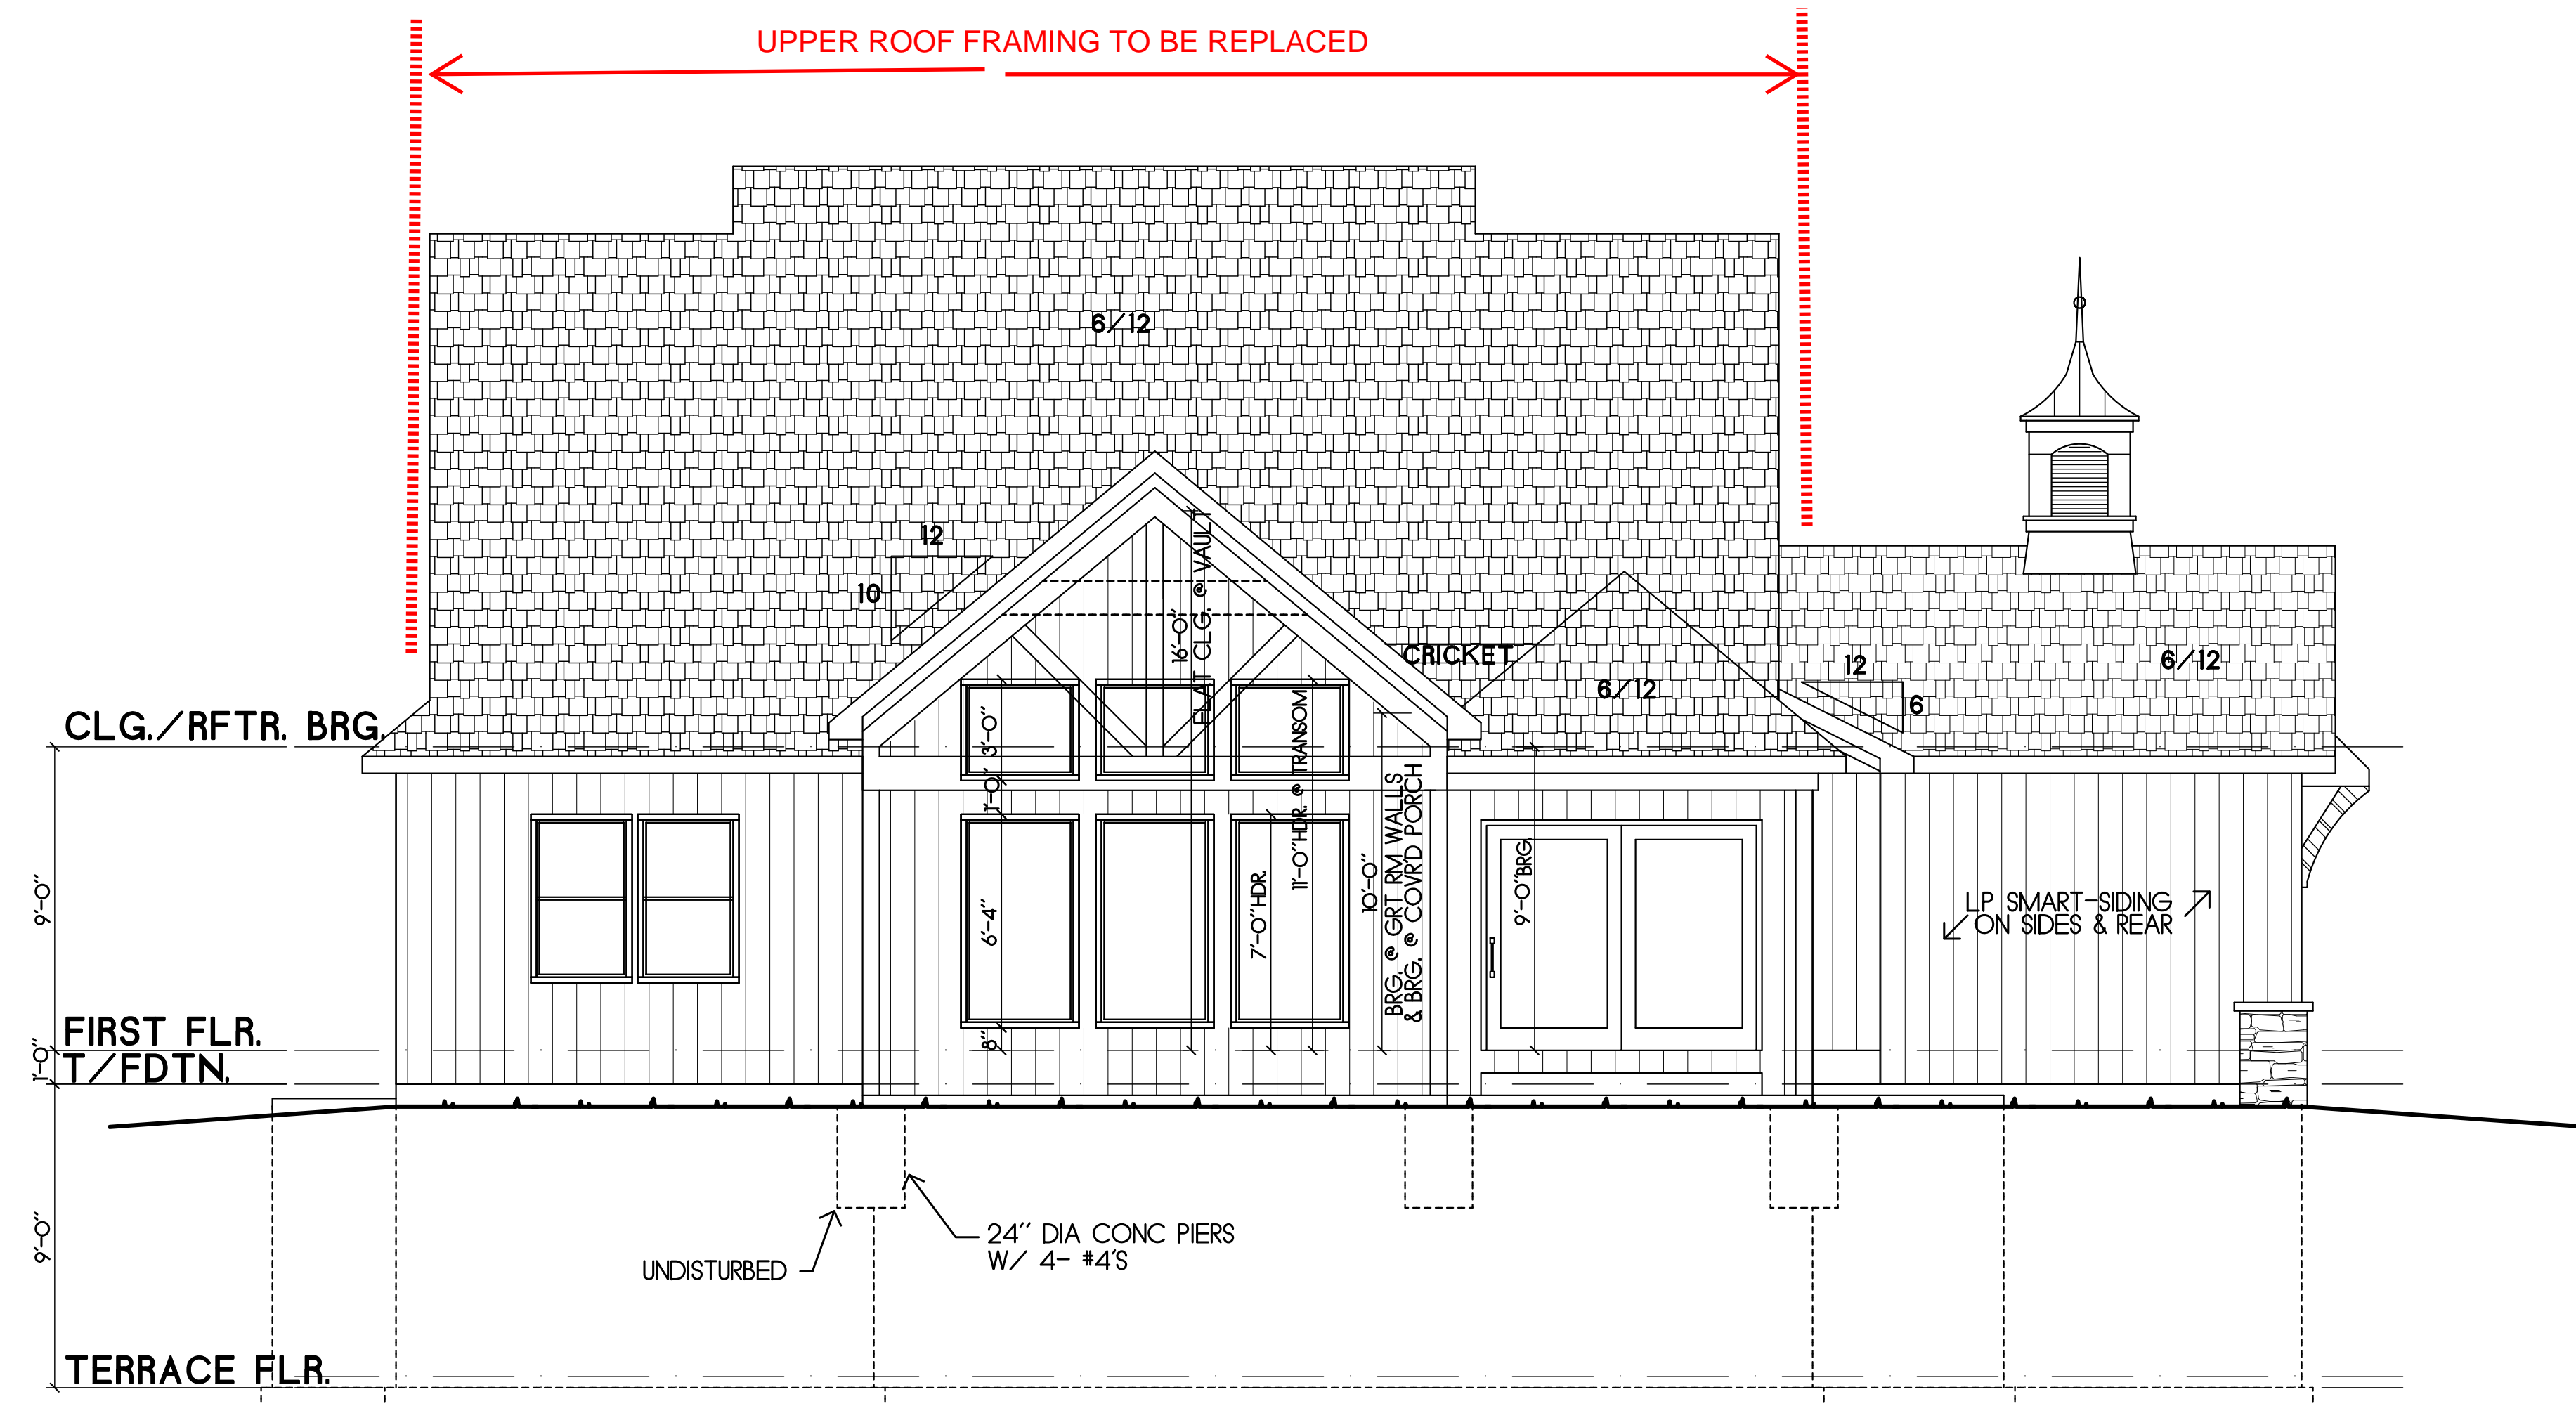 UPPER ROOF FRAMING TO BE REPLACED
6/12
12
10
16'-0"
FLAT CLG. @ VAULT
CRICKET
6/12
12
6
6/12
CLG./RFTR. BRG.
3'-0"
1'-0"
11'-0"HDR. @ TRANSOM
10'-0"
BRG. @ GRT RM WALLS
& BRG. @ COVR'D PORCH
9'-0"BRG.
9'-0"
6'-4"
7'-0"HDR.
LP SMART-SIDING
ON SIDES & REAR
8"
FIRST FLR.
1'-0"
T/FDTN.
9'-0"
24" DIA CONC PIERS
W/ 4- #4'S
UNDISTURBED
TERRACE FLR.